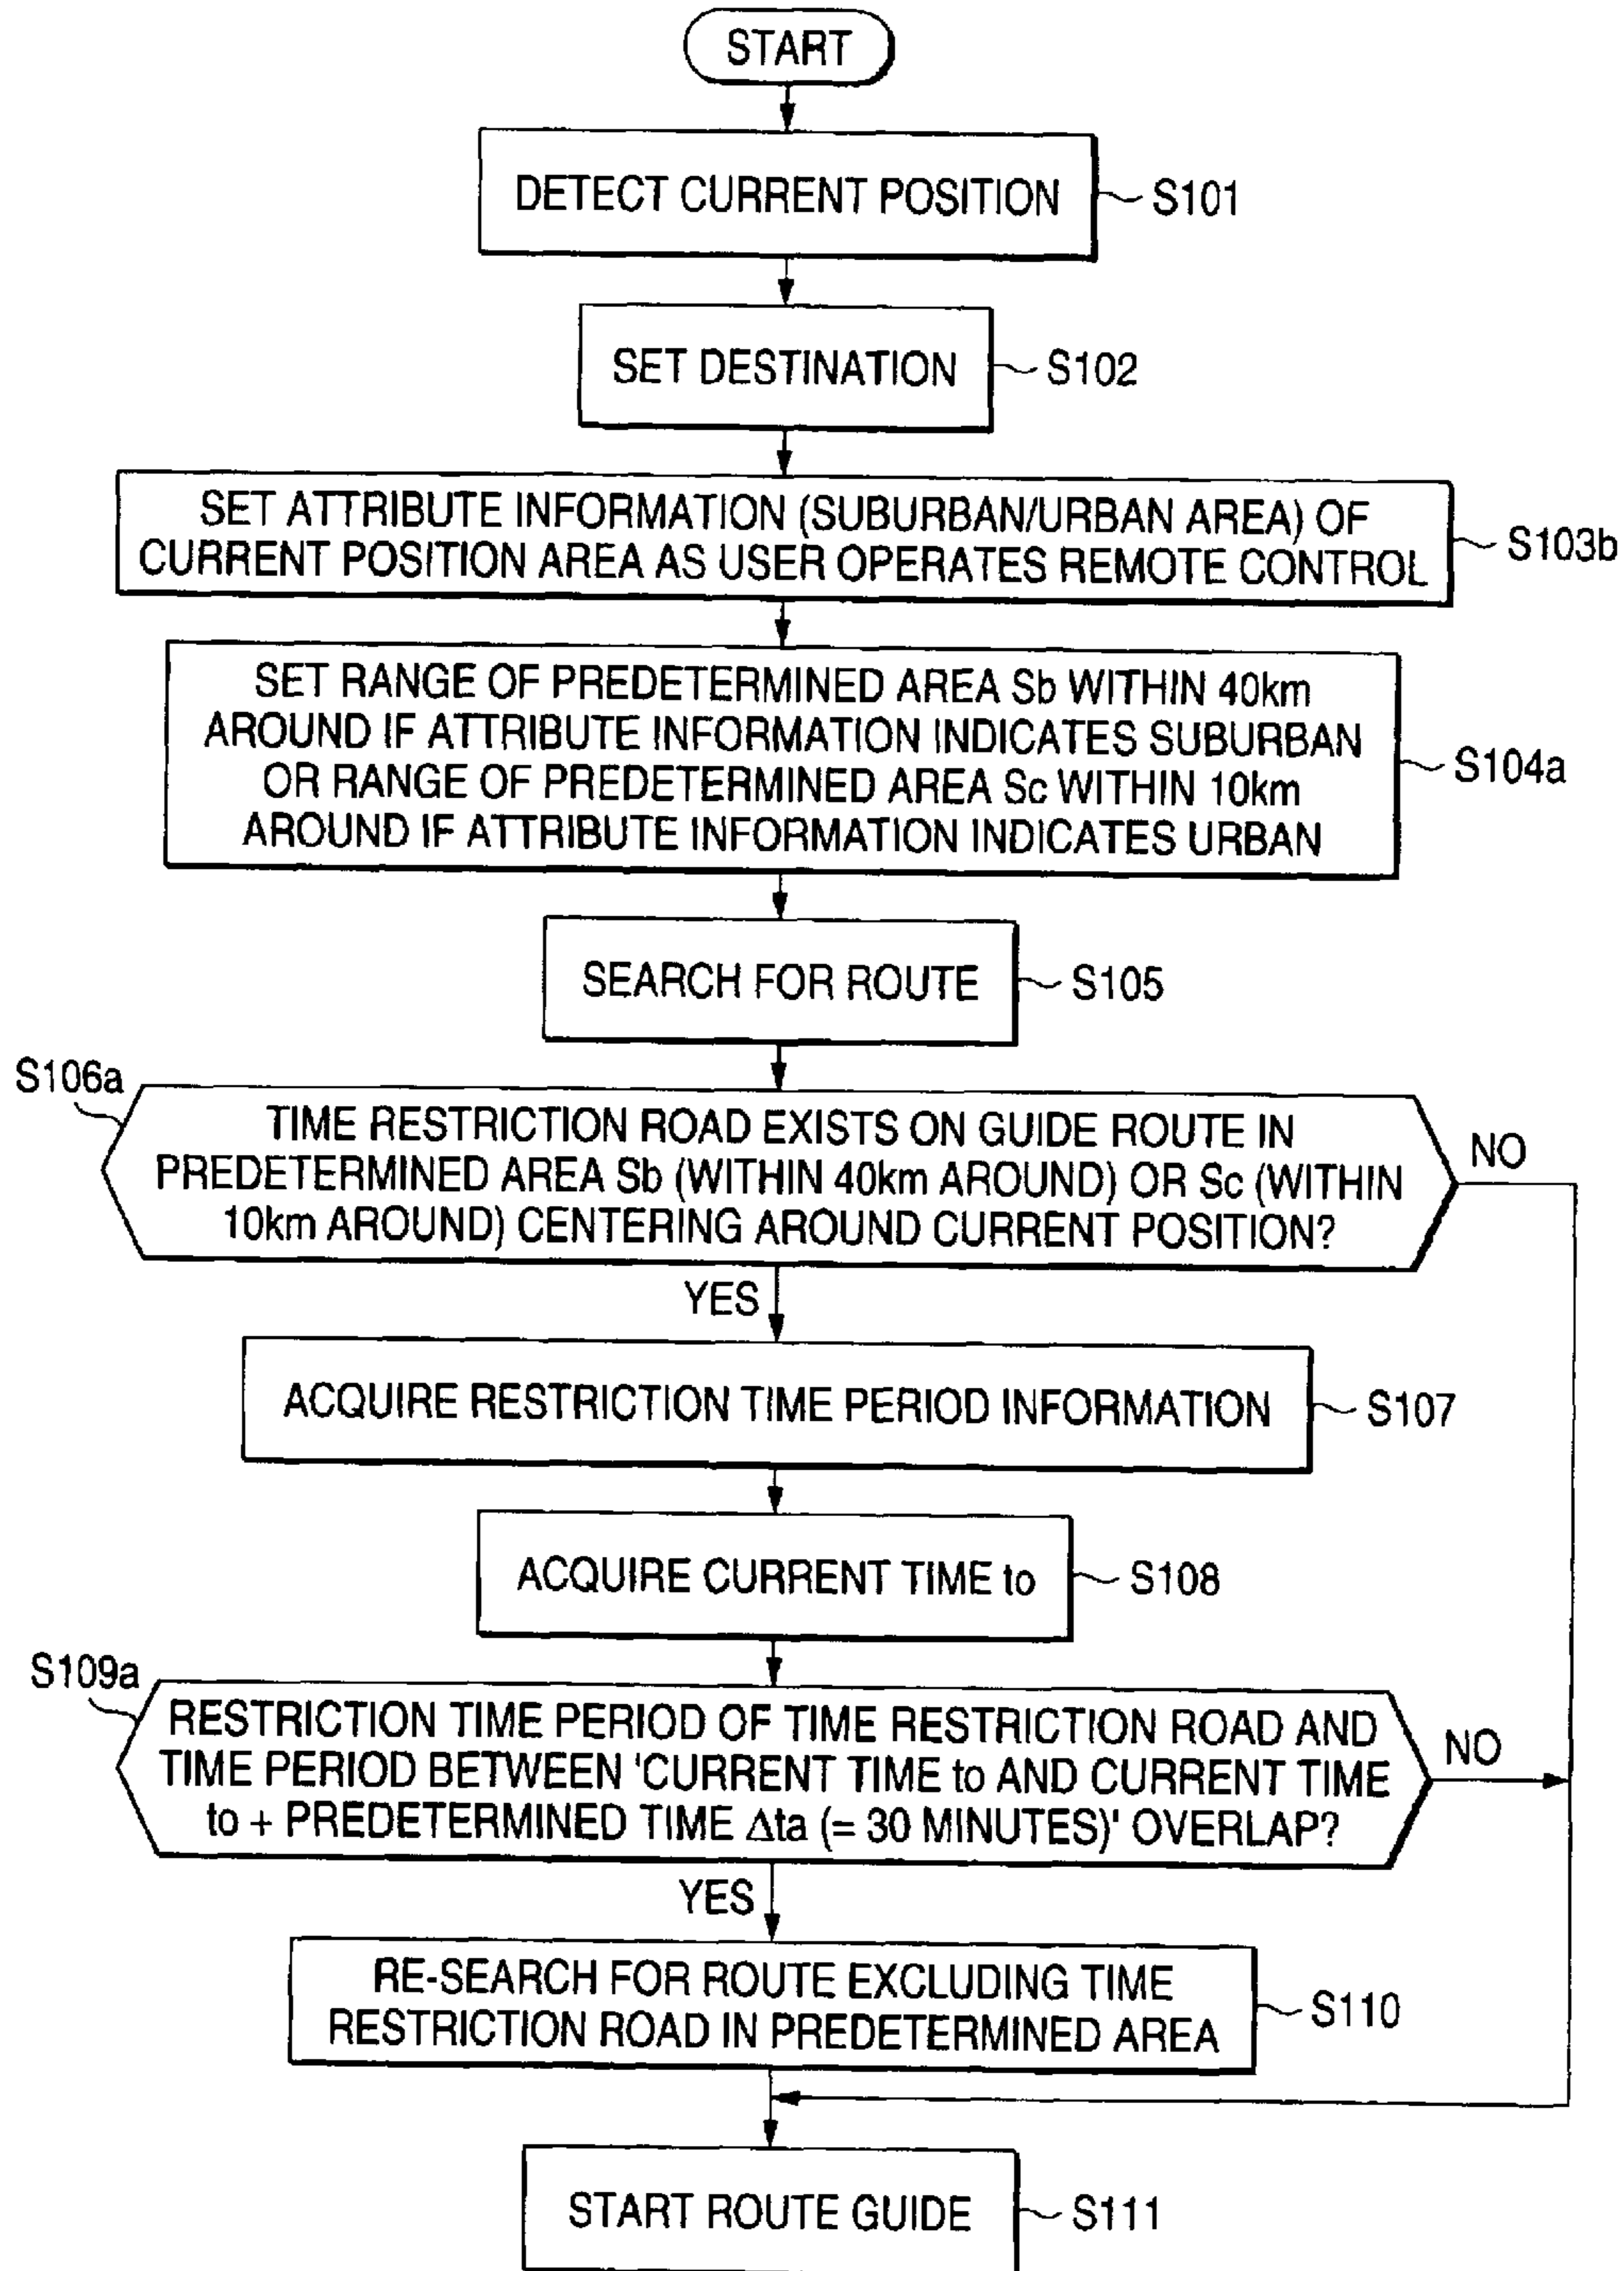 START
DETECT CURRENT POSITION
S101
SET DESTINATION
S102
SET ATTRIBUTE INFORMATION (SUBURBAN/URBAN AREA) OF
CURRENT POSITION AREA AS USER OPERATES REMOTE CONTROL
S103b
SET RANGE OF PREDETERMINED AREA Sb WITHIN 40km
AROUND IF ATTRIBUTE INFORMATION INDICATES SUBURBAN
OR RANGE OF PREDETERMINED AREA Sc WITHIN 10km
AROUND IF ATTRIBUTE INFORMATION INDICATES URBAN
S104a
SEARCH FOR ROUTE
S105
S106a
TIME RESTRICTION ROAD EXISTS ON GUIDE ROUTE IN
PREDETERMINED AREA Sb (WITHIN 40km AROUND) OR Sc (WITHIN
10km AROUND) CENTERING AROUND CURRENT POSITION?
NO
YES
ACQUIRE RESTRICTION TIME PERIOD INFORMATION
S107
ACQUIRE CURRENT TIME to
S108
S109a
RESTRICTION TIME PERIOD OF TIME RESTRICTION ROAD AND
TIME PERIOD BETWEEN 'CURRENT TIME to AND CURRENT TIME
to + PREDETERMINED TIME Δta (= 30 MINUTES)' OVERLAP?
NO
YES
RE-SEARCH FOR ROUTE EXCLUDING TIME
RESTRICTION ROAD IN PREDETERMINED AREA
S110
START ROUTE GUIDE
S111